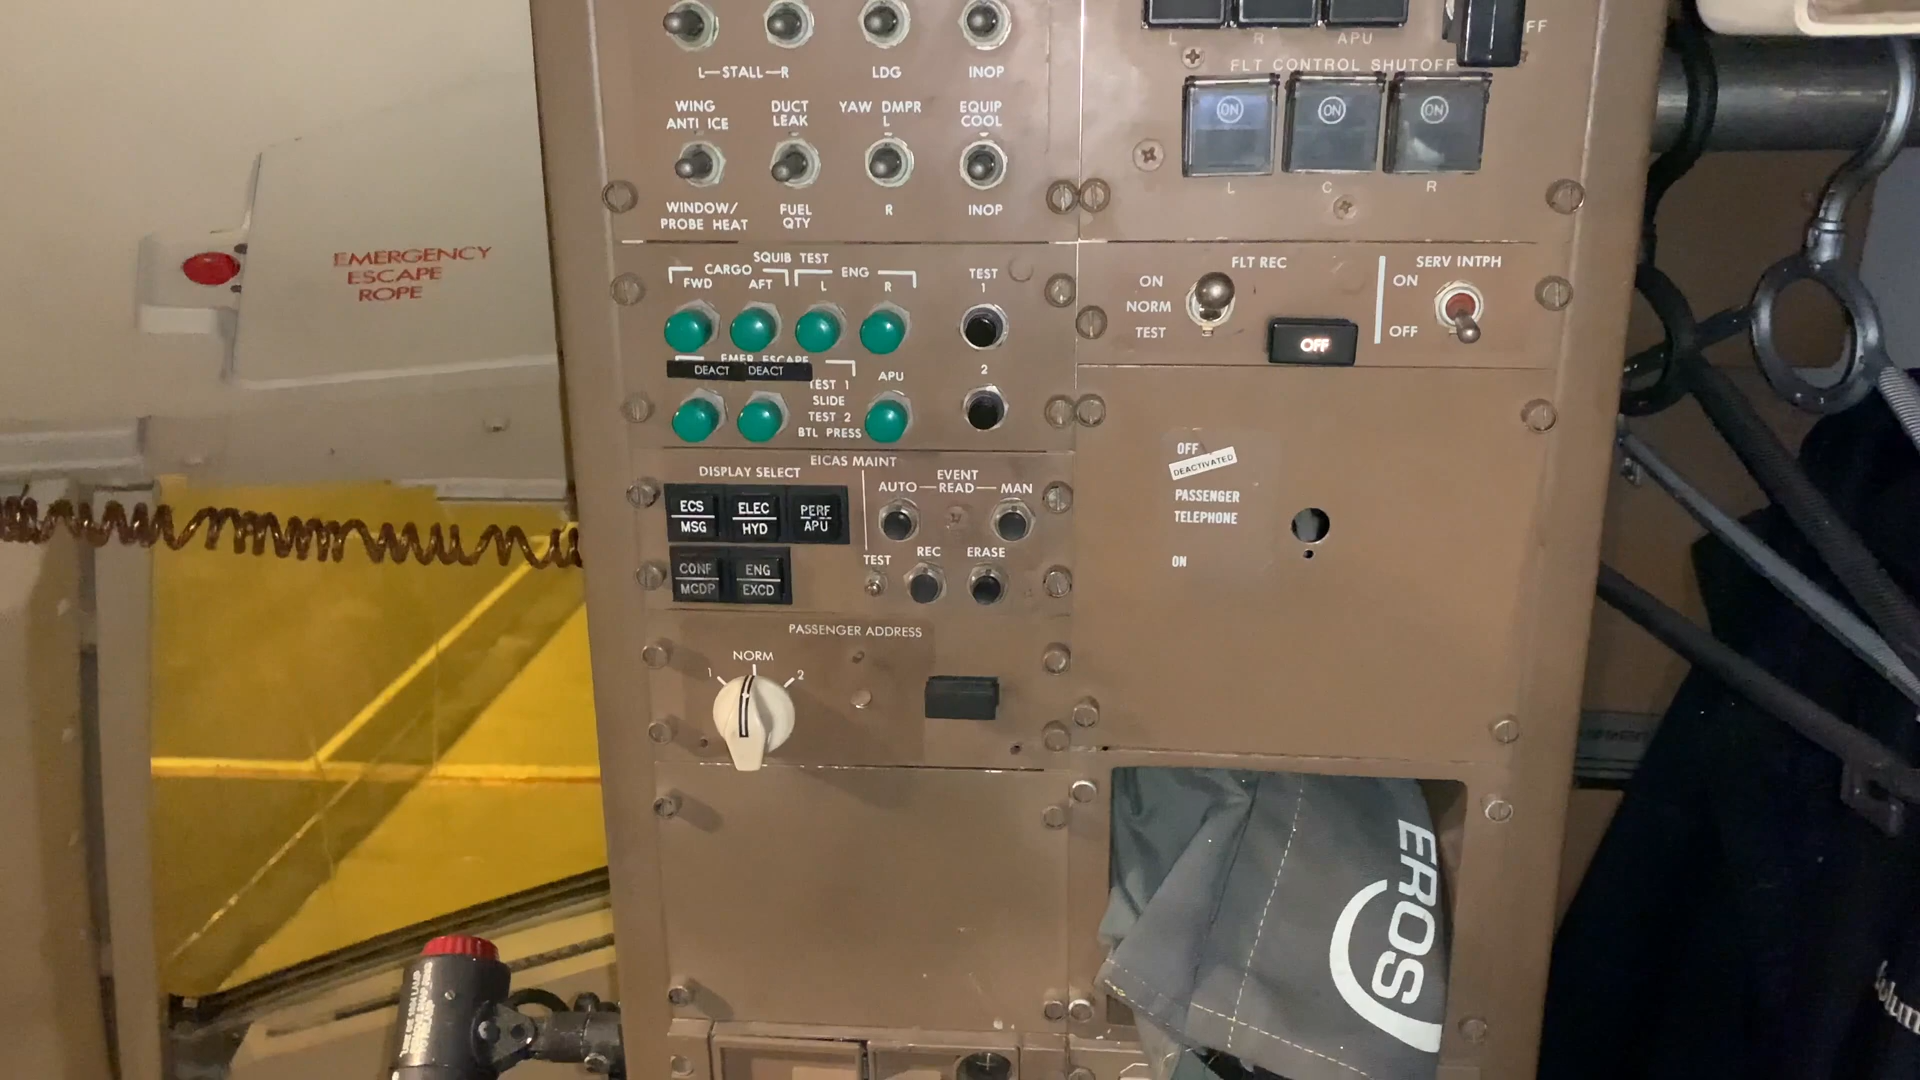 L—STALL—R
LDG
INOP
WING
ANTI ICE
DUCT
LEAK
YAW DMPR
L
EQUIP
COOL
WINDOW/
PROBE HEAT
FUEL
QTY
R
INOP
L
R
APU
FF
FLT CONTROL SHUTOFF
ON
ON
ON
L
C
R
EMERGENCY
ESCAPE
ROPE
SQUIB TEST
CARGO
FWD
AFT
ENG
L
R
TEST
1
EMER ESCAPE
DEACT
DEACT
TEST 1
SLIDE
TEST 2
BTL PRESS
APU
2
FLT REC
ON
NORM
TEST
OFF
SERV INTPH
ON
OFF
EICAS MAINT
DISPLAY SELECT
ECS
MSG
ELEC
HYD
PERF
APU
CONF
MCDP
ENG
EXCD
EVENT
AUTO—READ—MAN
TEST
REC
ERASE
OFF
DEACTIVATED
PASSENGER
TELEPHONE
ON
PASSENGER ADDRESS
NORM
1
2
EROS